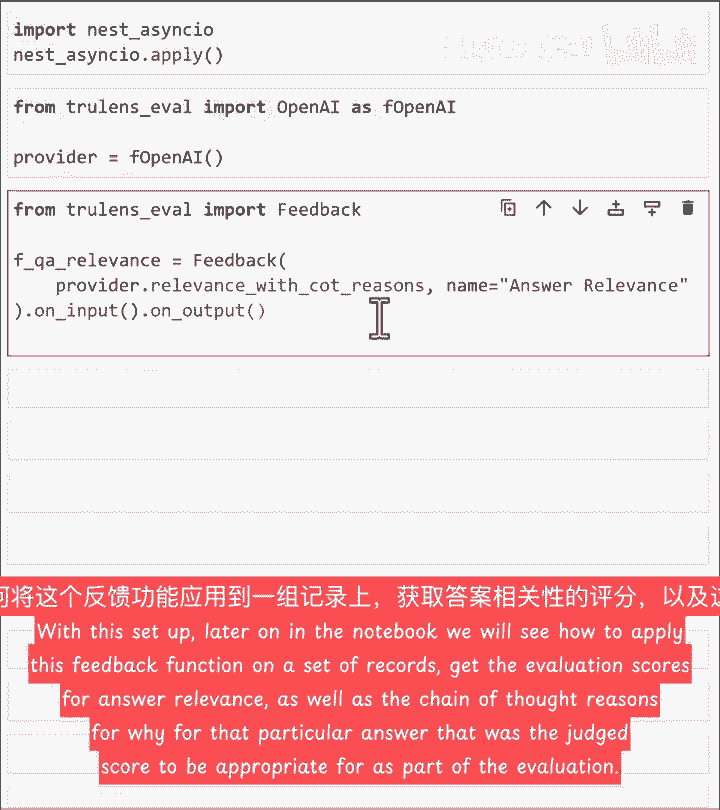 import nest_asyncio
nest_asyncio.apply()
from trulens_eval import OpenAI as fOpenAI
provider = fOpenAI()
from trulens_eval import Feedback
f_qa_relevance = Feedback(
    provider.relevance_with_cot_reasons, name="Answer Relevance"
).on_input().on_output()
何将这个反馈功能应用到一组记录上，获取答案相关性的评分，以及这
With this set up, later on in the notebook we will see how to apply
this feedback function on a set of records, get the evaluation scores
for answer relevance, as well as the chain of thought reasons
for why for that particular answer that was the judged
score to be appropriate for as part of the evaluation.